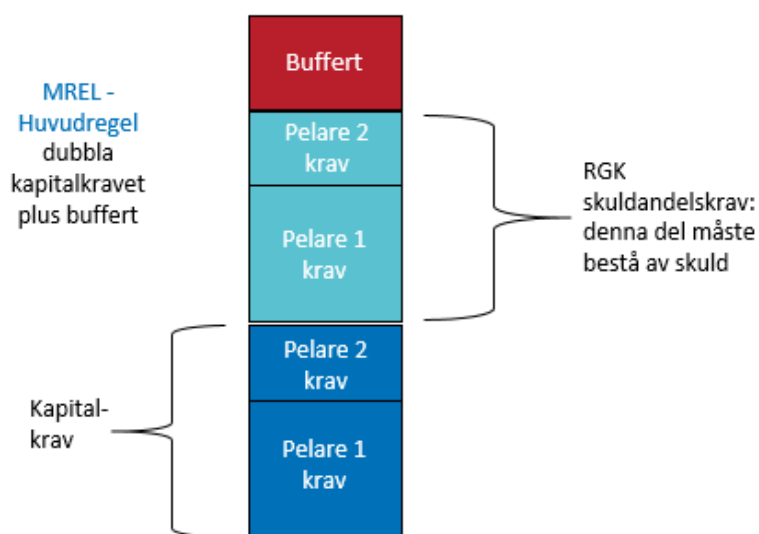 MREL -
Huvudregel
dubbla
kapitalkravet
plus buffert
Buffert
Pelare 2
krav
Pelare 1
krav
RGK
skuldandelskrav:
denna del måste
bestå av skuld
Kapital-
krav
Pelare 2
krav
Pelare 1
krav